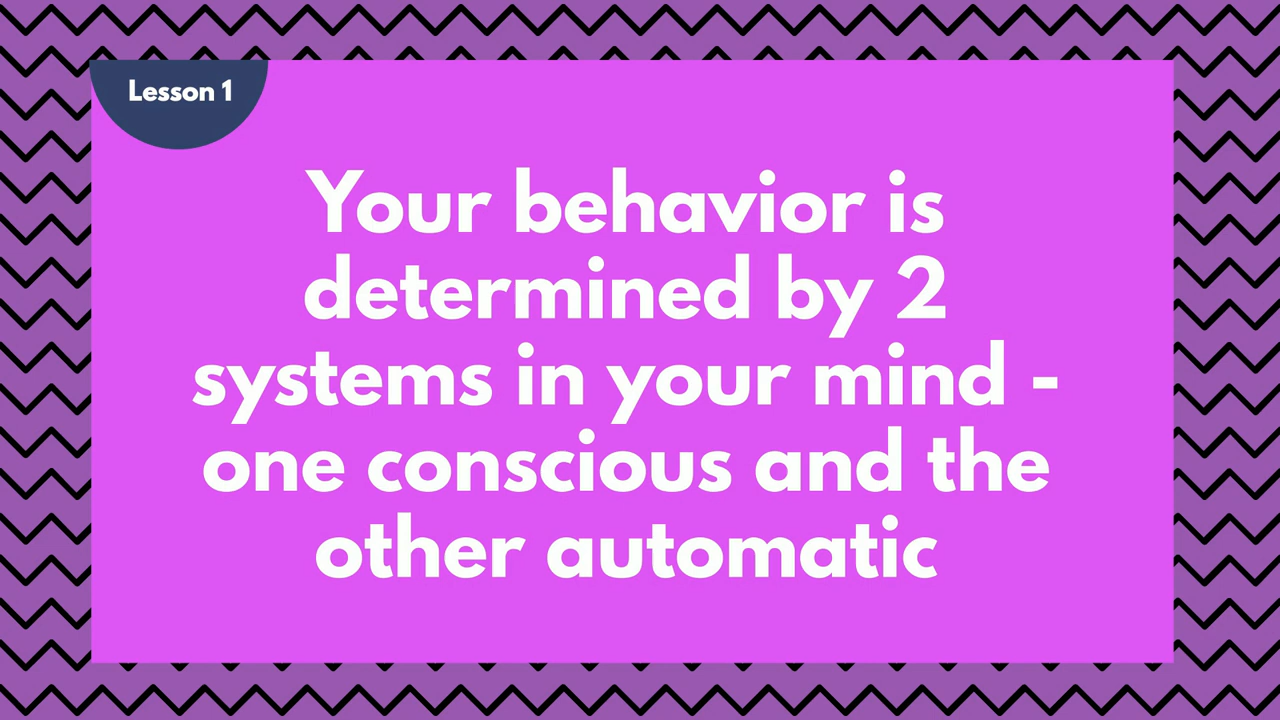 Lesson 1
Your behavior is
determined by 2
systems in your mind -
one conscious and the
other automatic